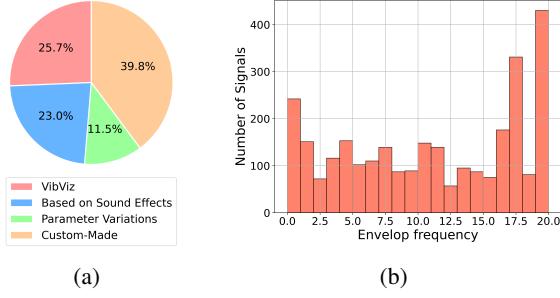 25.7%
39.8%
23.0%
11.5%
VibViz
Based on Sound Effects
Parameter Variations
Custom-Made
(a)
Number of Signals
400
300
200
100
0
0.0 2.5 5.0 7.5 10.0 12.5 15.0 17.5 20.0
Envelop frequency
(b)